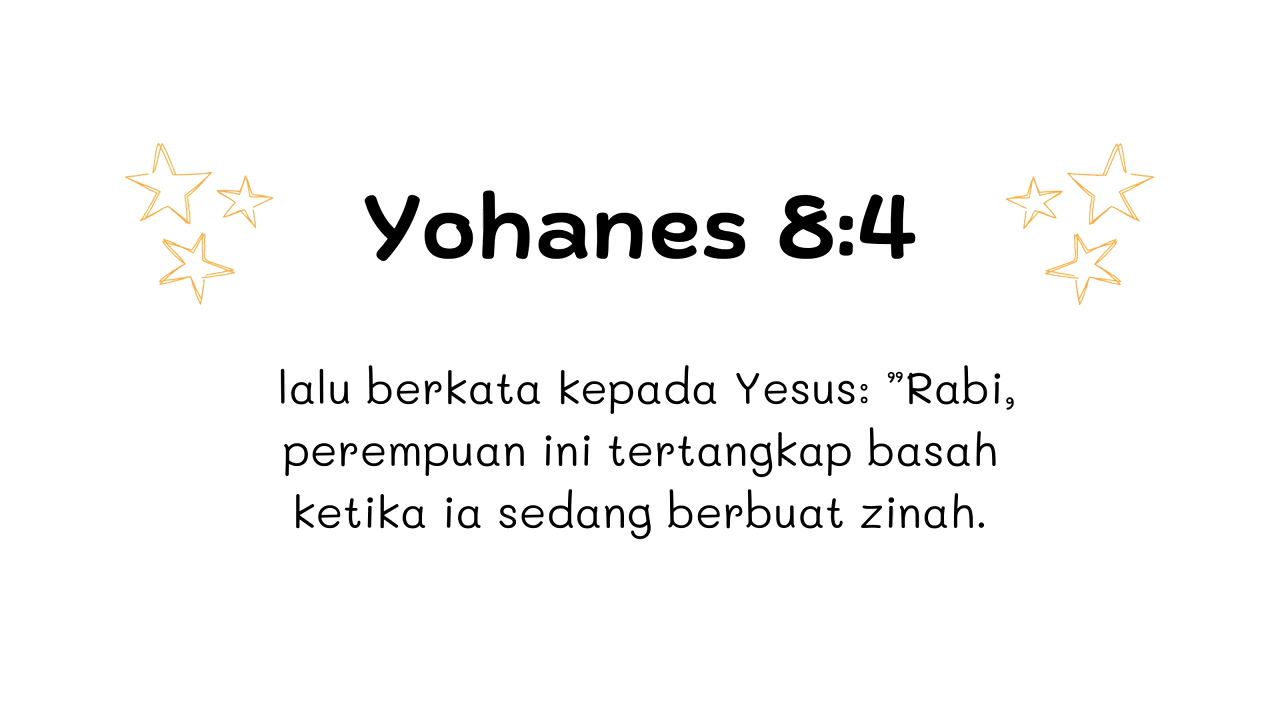 Yohanes 8:4
lalu berkata kepada Yesus: ”Rabi,
perempuan ini tertangkap basah
ketika ia sedang berbuat zinah.